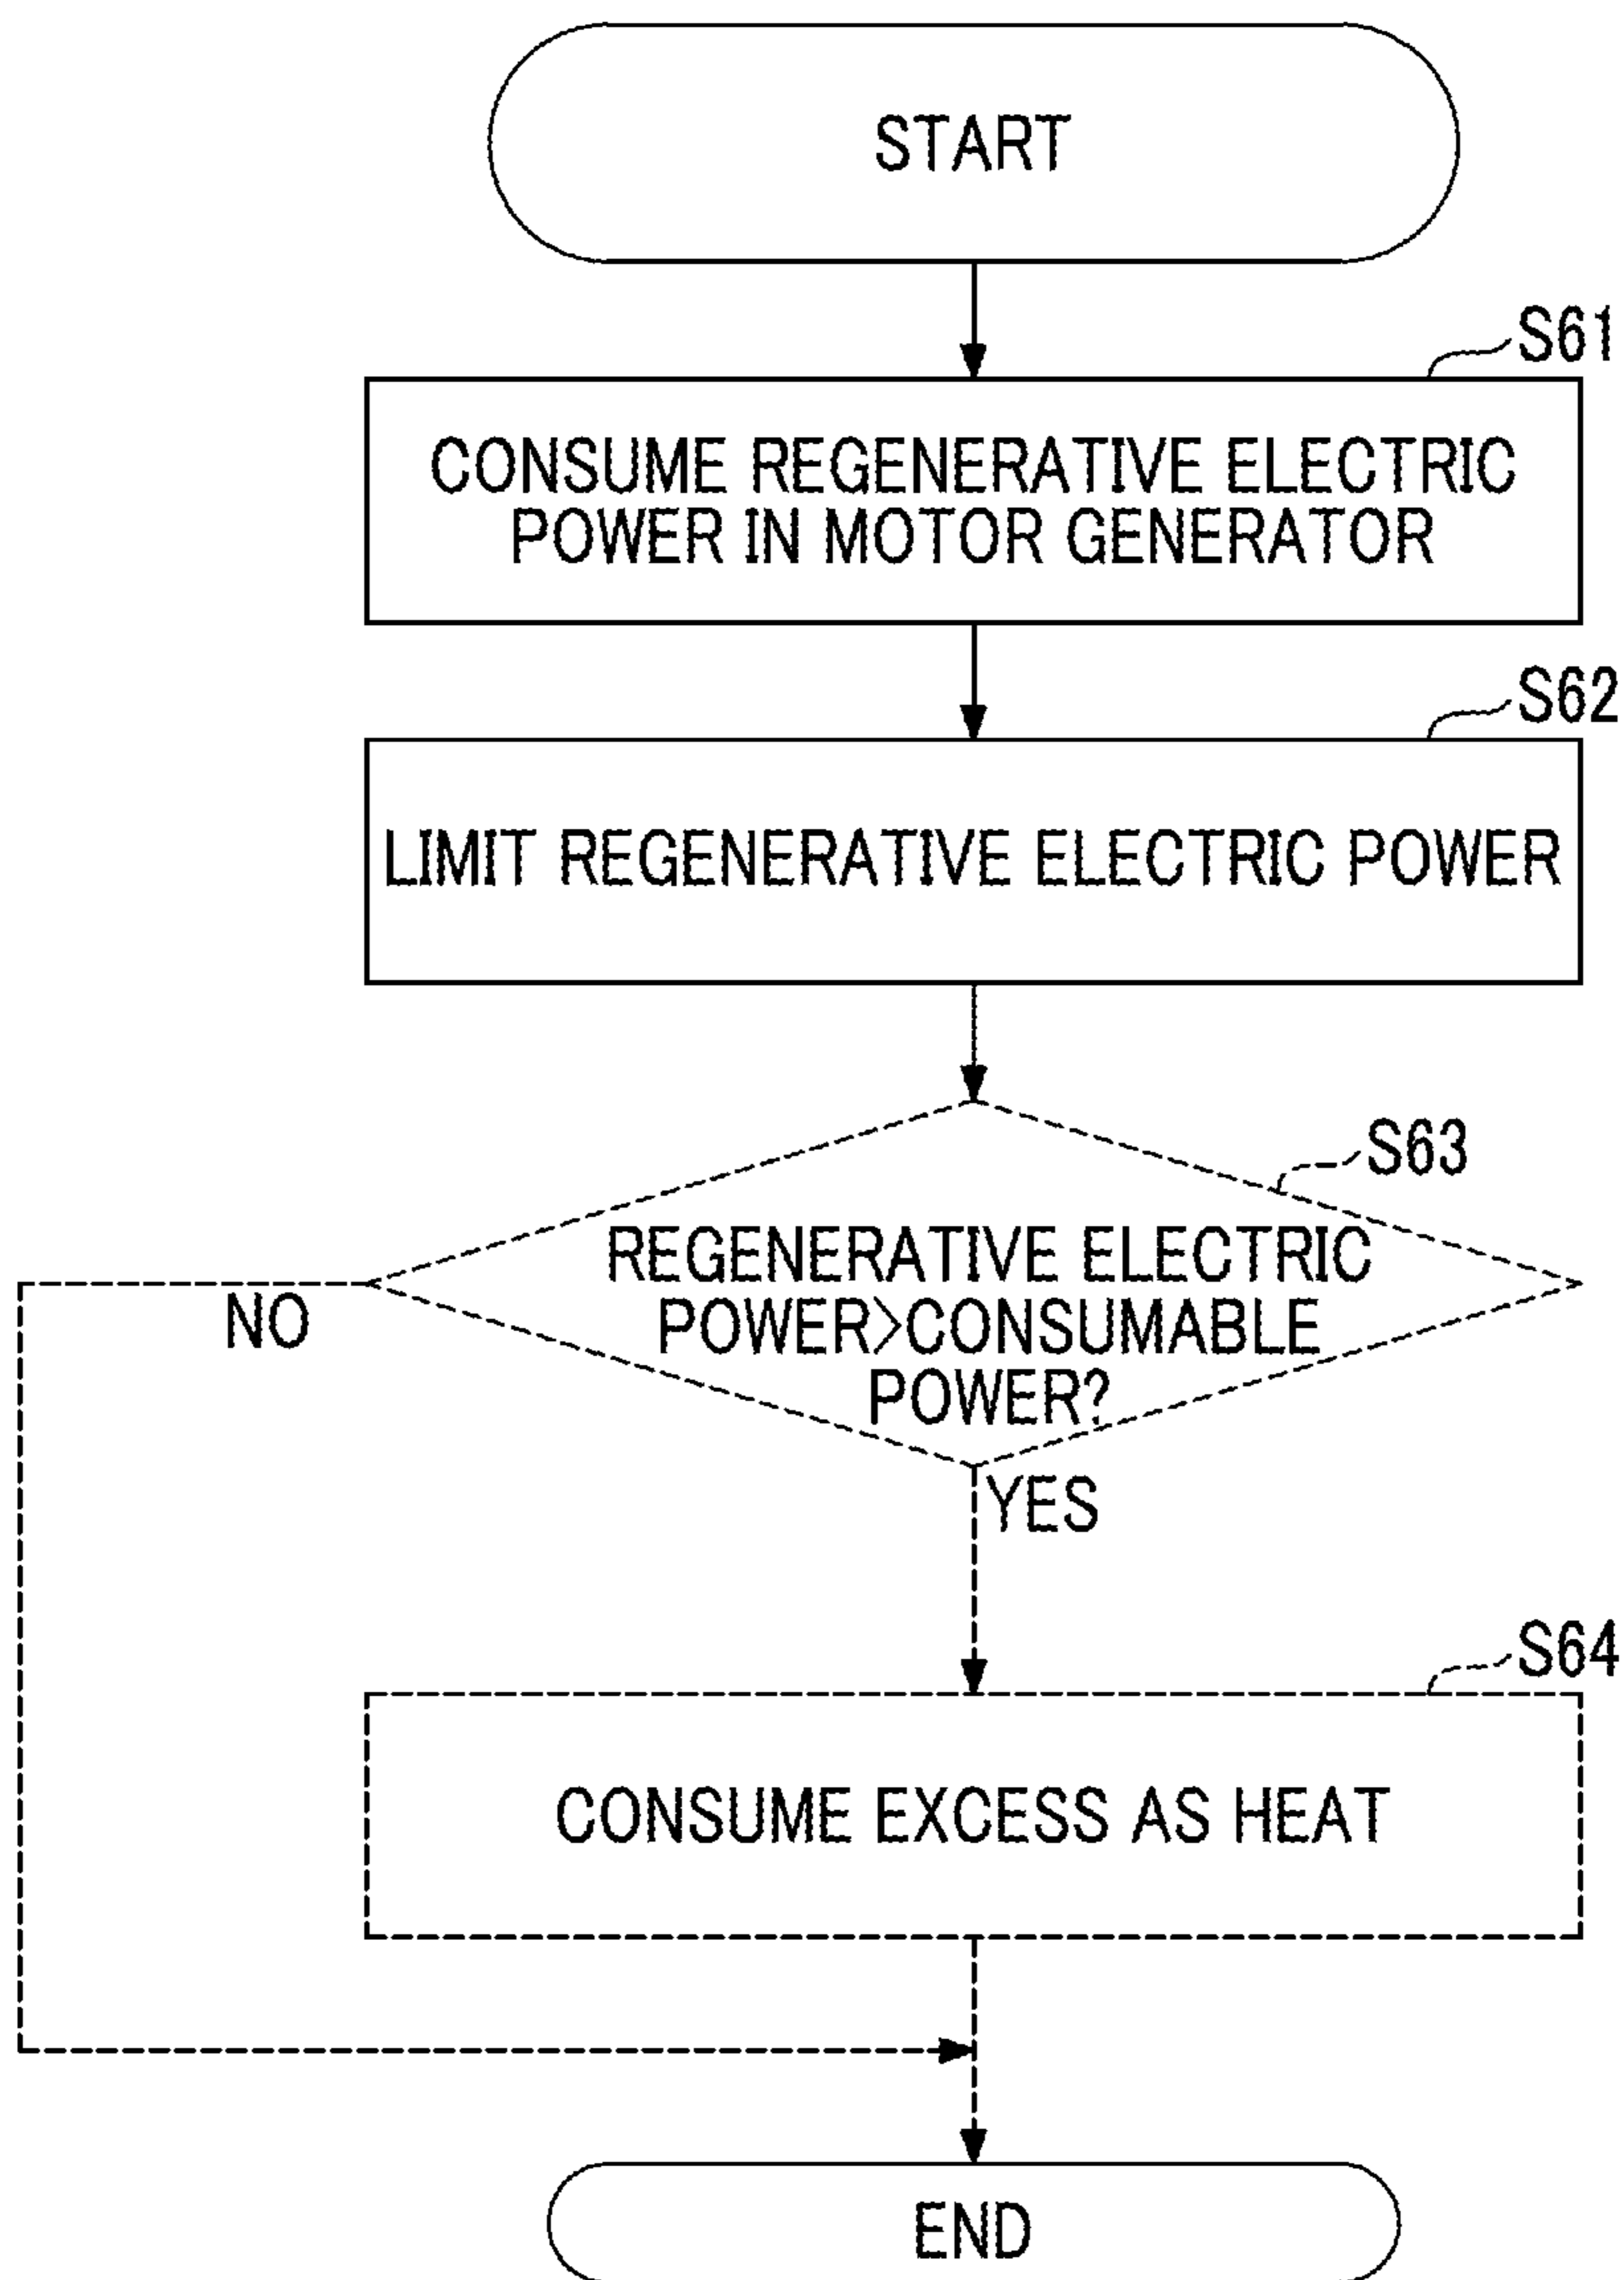 START
S61
CONSUME REGENERATIVE ELECTRIC
POWER IN MOTOR GENERATOR
S62
LIMIT REGENERATIVE ELECTRIC POWER
S63
REGENERATIVE ELECTRIC
POWER>CONSUMABLE
POWER?
NO
YES
S64
CONSUME EXCESS AS HEAT
END